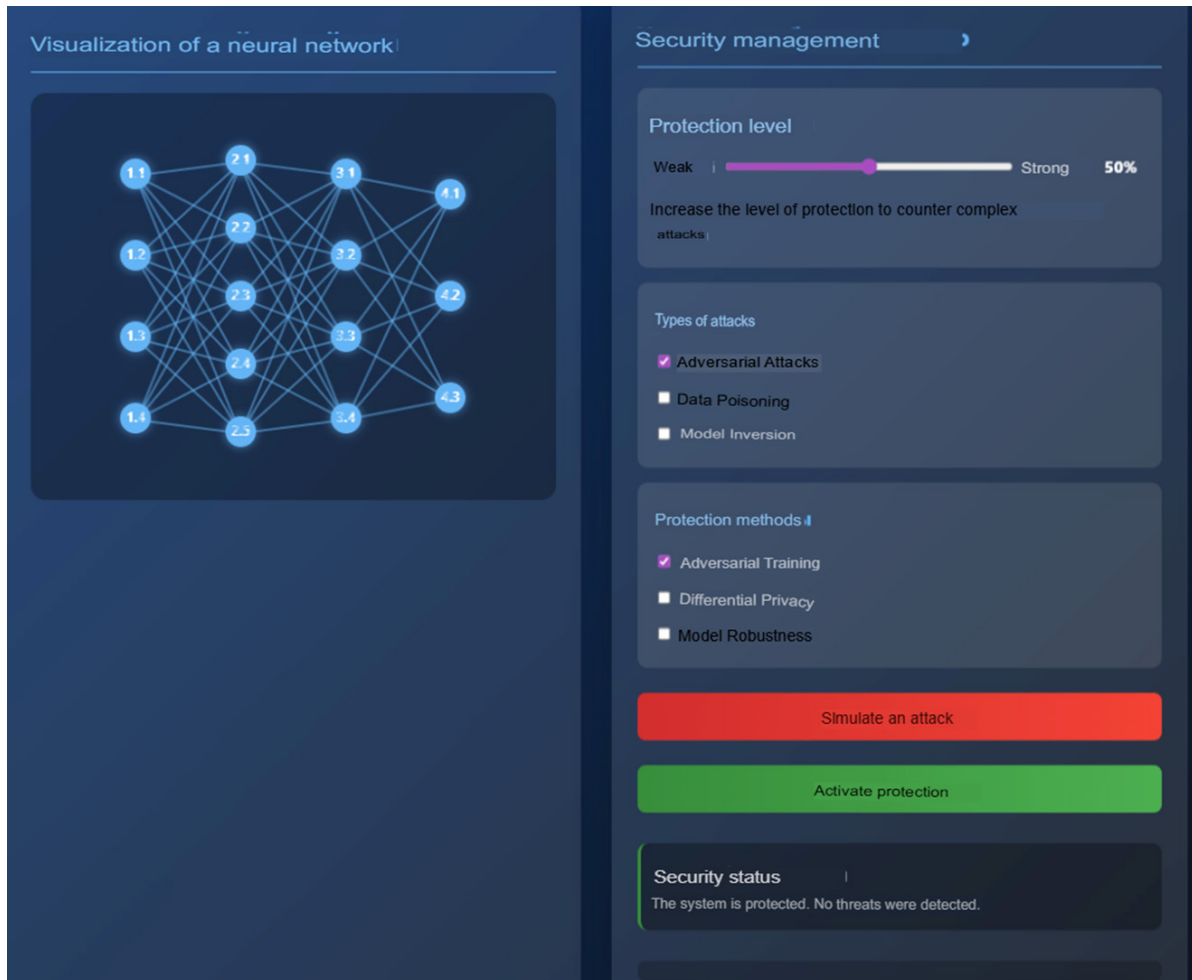 Visualization of a neural network
1.1
2.1
3.1
4.1
1.2
2.2
3.2
4.2
1.3
2.3
3.3
4.3
1.4
2.4
3.4
2.5
Security management
Protection level
Weak Strong 50%
Increase the level of protection to counter complex
attacks
Types of attacks
Adversarial Attacks
Data Poisoning
Model Inversion
Protection methods
Adversarial Training
Differential Privacy
Model Robustness
Simulate an attack
Activate protection
Security status
The system is protected. No threats were detected.